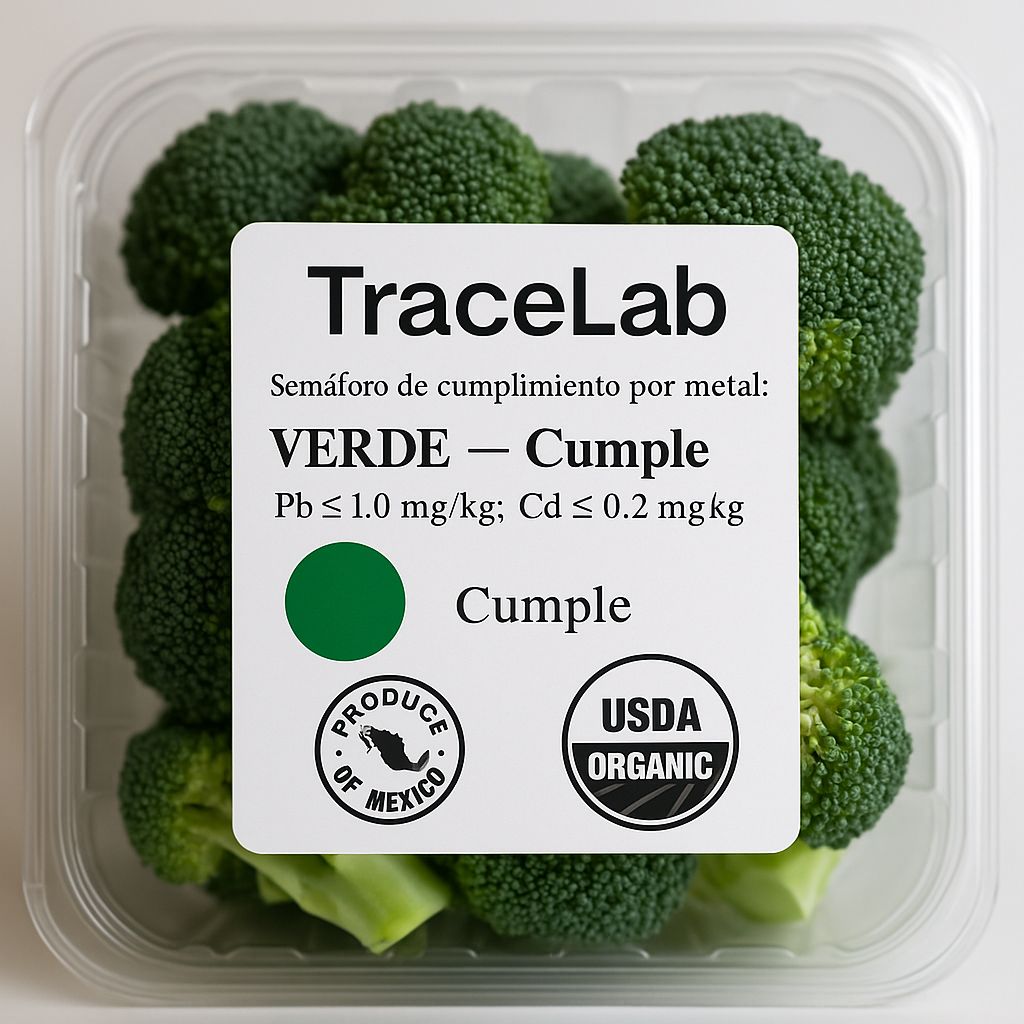 TraceLab
Semáforo de cumplimiento por metal:
VERDE — Cumple
Pb ≤ 1.0 mg/kg; Cd ≤ 0.2 mgkg
Cumple
PRODUCE
OF MEXICO
USDA
ORGANIC